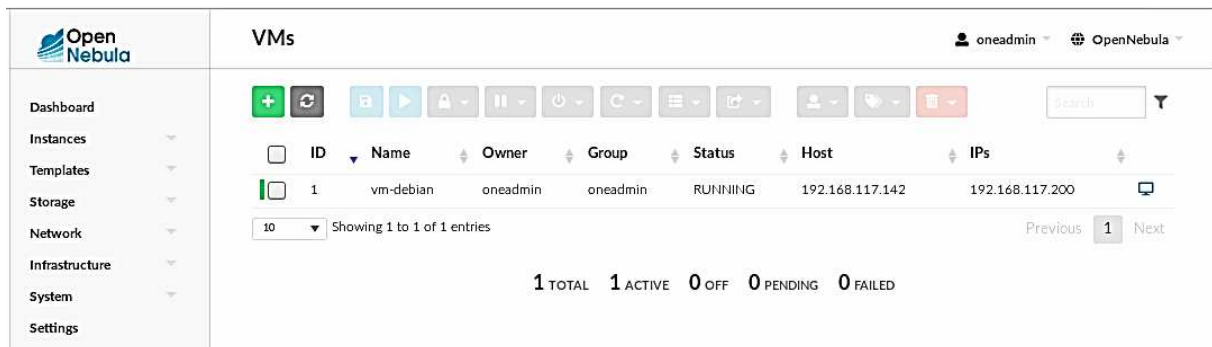 Open
Nebula
VMs
oneadmin
OpenNebula
Search
Dashboard
Instances
Templates
Storage
Network
Infrastructure
System
Settings
ID Name Owner Group Status Host IPs
1 vm-debian oneadmin oneadmin RUNNING 192.168.117.142 192.168.117.200
10 Showing 1 to 1 of 1 entries
Previous 1 Next
1 TOTAL 1 ACTIVE 0 OFF 0 PENDING 0 FAILED